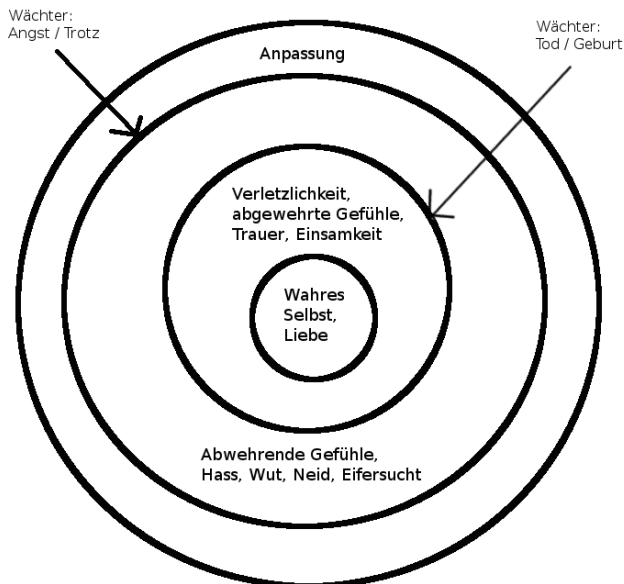 Wächter:
Angst / Trotz
Wächter:
Tod / Geburt
Anpassung
Verletzlichkeit,
abgewehrte Gefühle,
Trauer, Einsamkeit
Wahres
Selbst,
Liebe
Abwehrende Gefühle,
Hass, Wut, Neid, Eifersucht